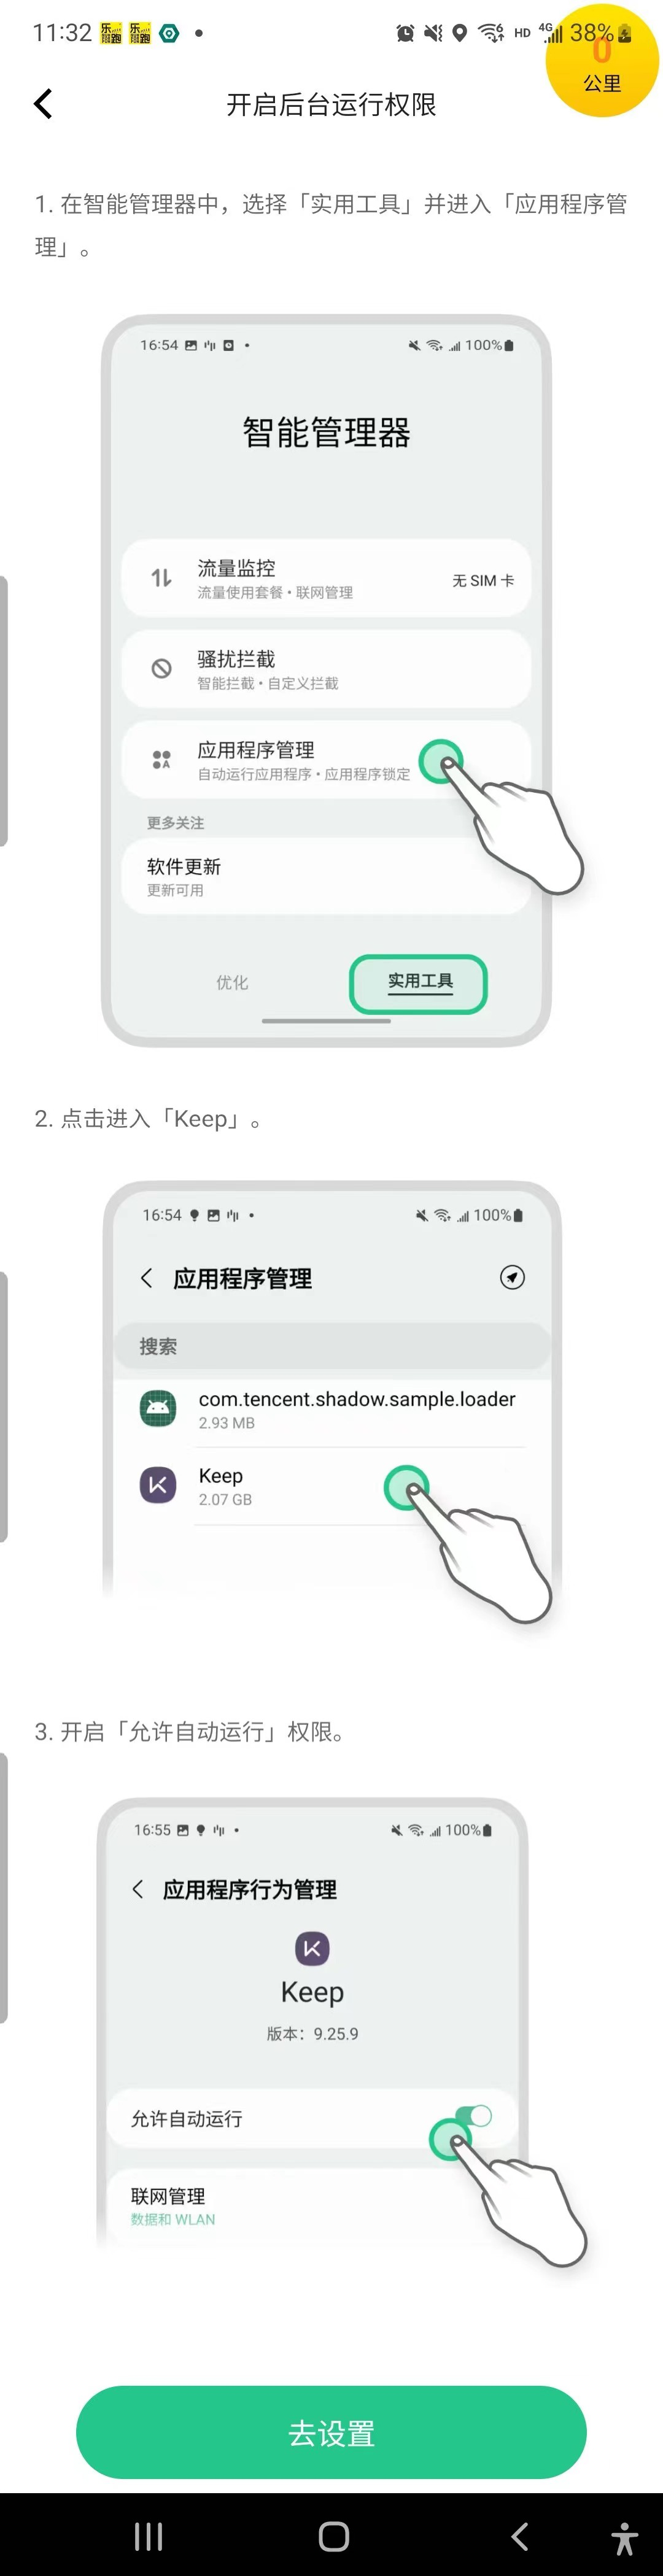 11:32 乐跑 乐跑 6 HD 4G 38%
0
公里
开启后台运行权限
1. 在智能管理器中，选择「实用工具」并进入「应用程序管
理」。
16:54 100%
智能管理器
流量监控
流量使用套餐 • 联网管理
无 SIM 卡
骚扰拦截
智能拦截 • 自定义拦截
应用程序管理
自动运行应用程序 • 应用程序锁定
更多关注
软件更新
更新可用
优化 实用工具
2. 点击进入「Keep」。
16:54 100%
应用程序管理
搜索
com.tencent.shadow.sample.loader
2.93 MB
Keep
2.07 GB
3. 开启「允许自动运行」权限。
16:55 100%
应用程序行为管理
Keep
版本：9.25.9
允许自动运行
联网管理
数据和 WLAN
去设置